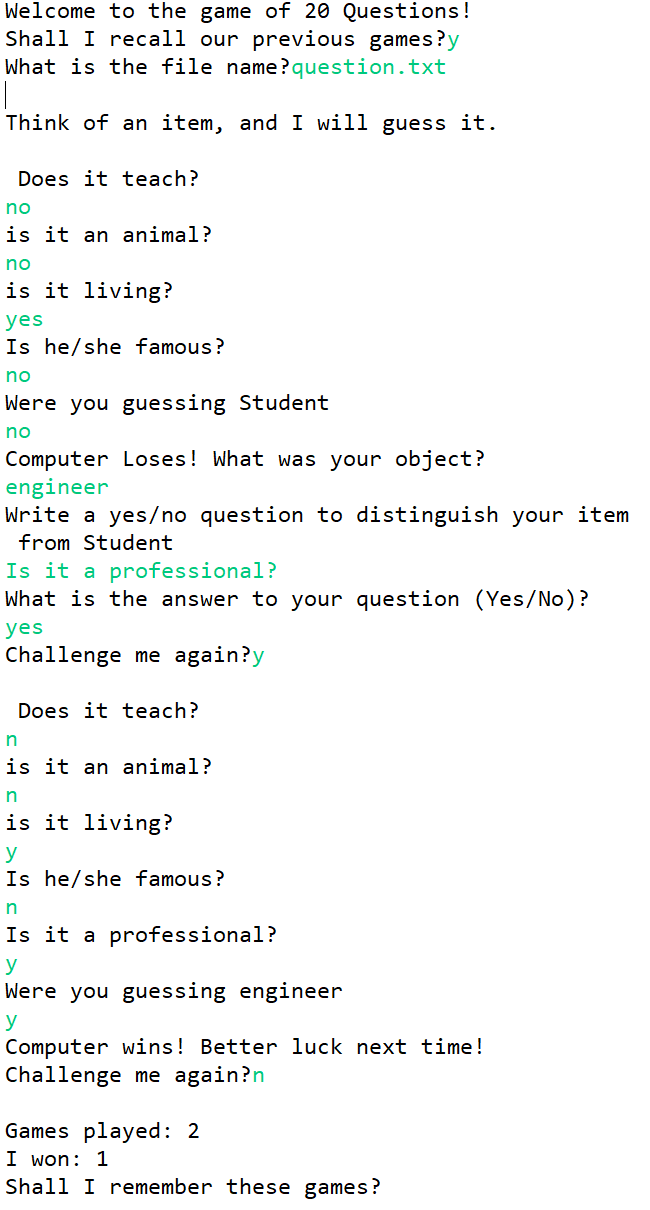 Welcome to the game of 20 Questions!
Shall I recall our previous games?y
What is the file name?question.txt
Think of an item, and I will guess it.
Does it teach?
no
is it an animal?
no
is it living?
yes
Is he/she famous?
no
Were you guessing Student
no
Computer Loses! What was your object?
engineer
Write a yes/no question to distinguish your item
from Student
Is it a professional?
What is the answer to your question (Yes/No)?
yes
Challenge me again?y
Does it teach?
n
is it an animal?
n
is it living?
y
Is he/she famous?
n
Is it a professional?
y
Were you guessing engineer
y
Computer wins! Better luck next time!
Challenge me again?n
Games played: 2
I won: 1
Shall I remember these games?